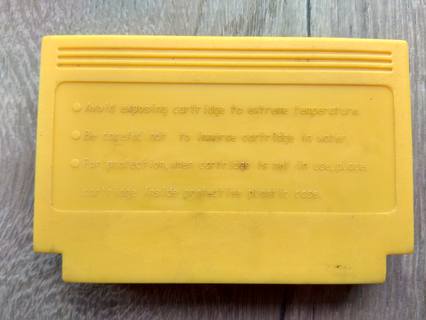 Avoid exposing cartridge to extreme temperature.
Be careful not to immerse cartridge in water.
For protection, when cartridge is not in use, place
cartridge inside protective plastic case.